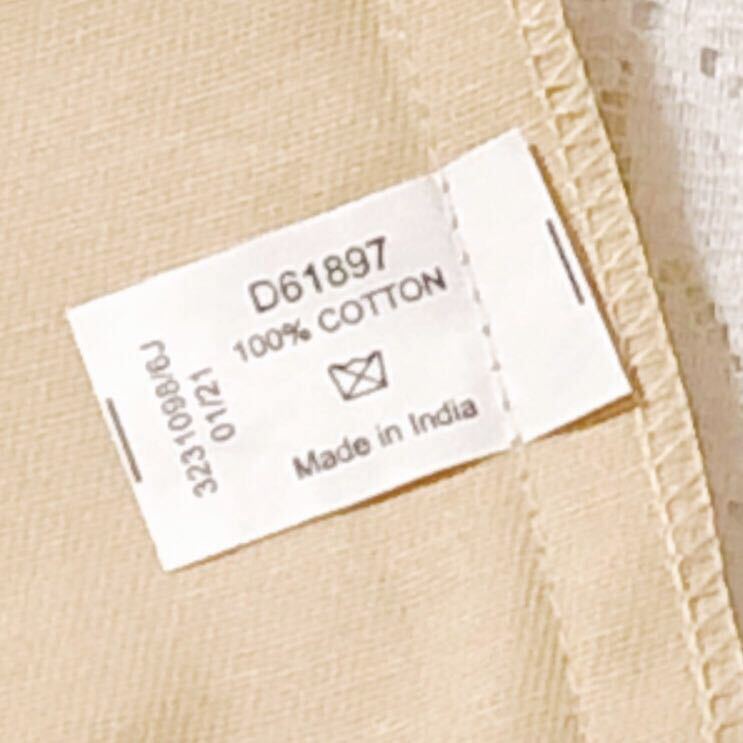 D61897
100% COTTON
Made in India
3231098/6J
01/21